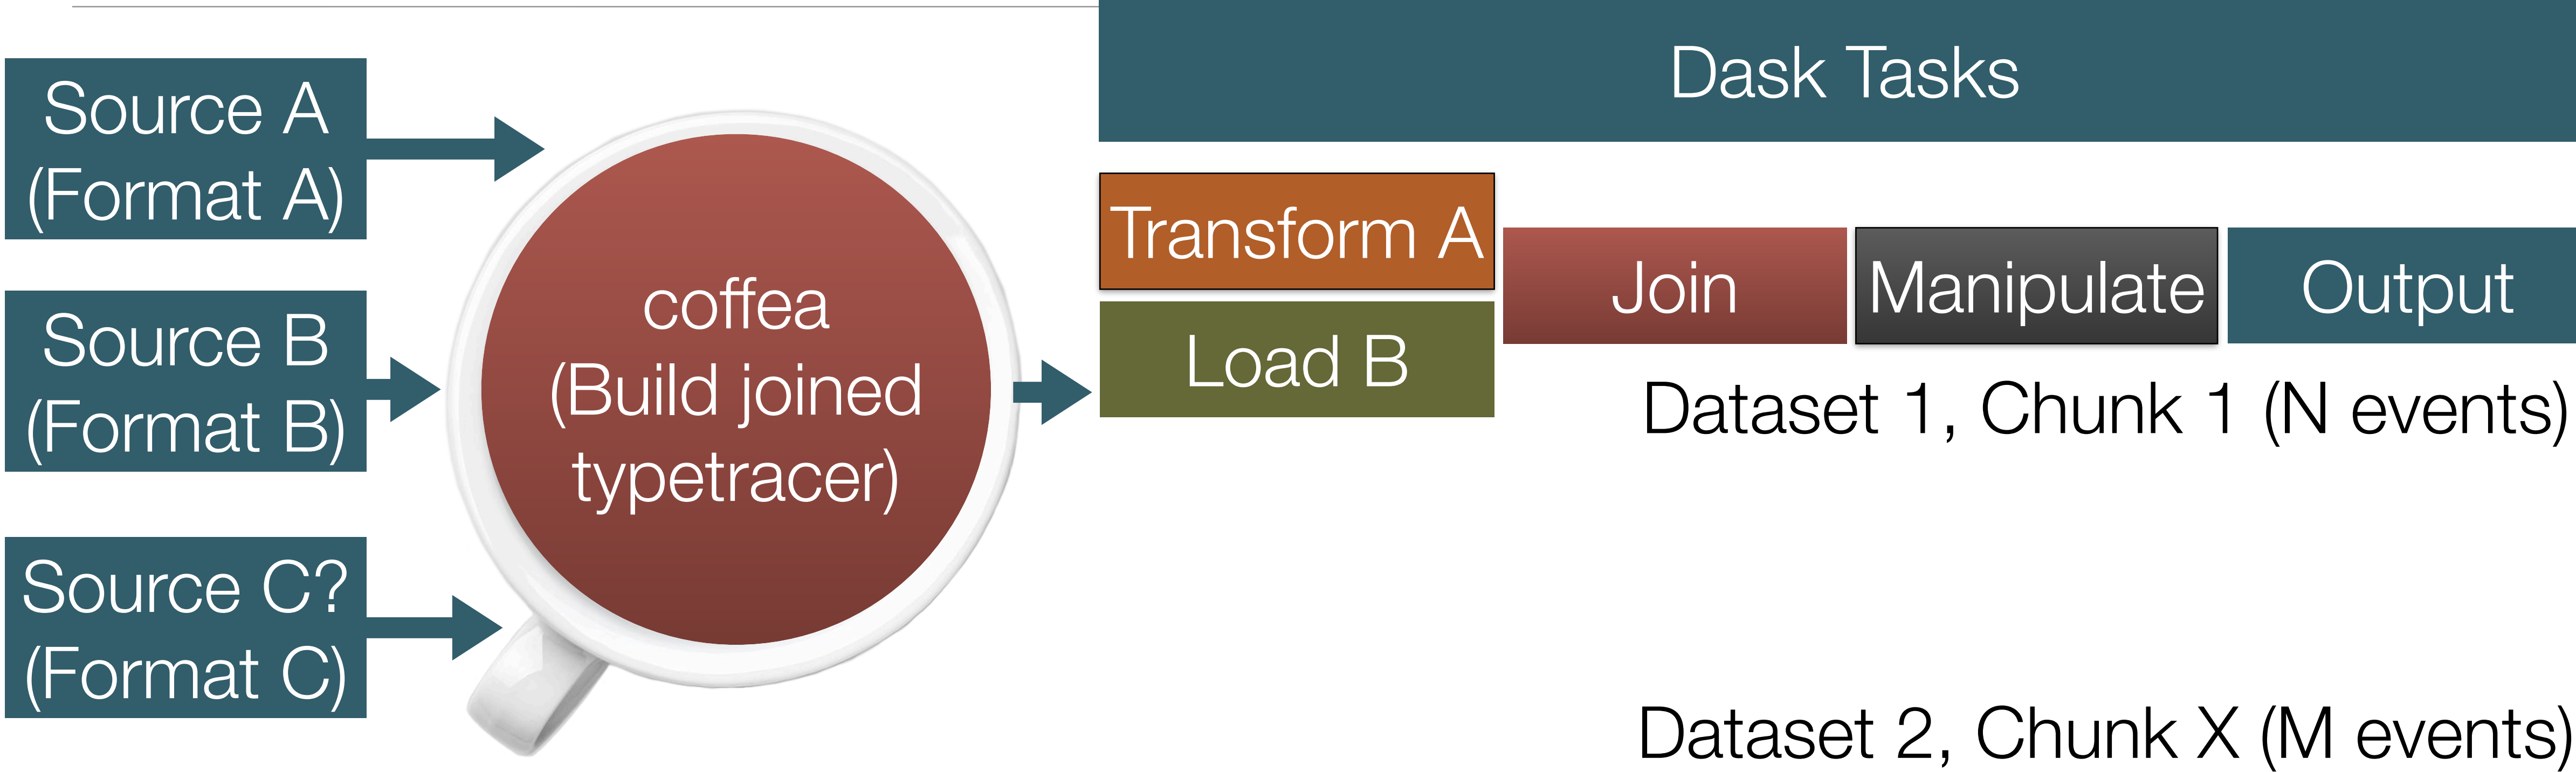 Dask Tasks
Source A
(Format A)
Source B
(Format B)
Source C?
(Format C)
coffea
(Build joined
typetracer)
Transform A
Load B
Join
Manipulate
Output
Dataset 1, Chunk 1 (N events)
Dataset 2, Chunk X (M events)